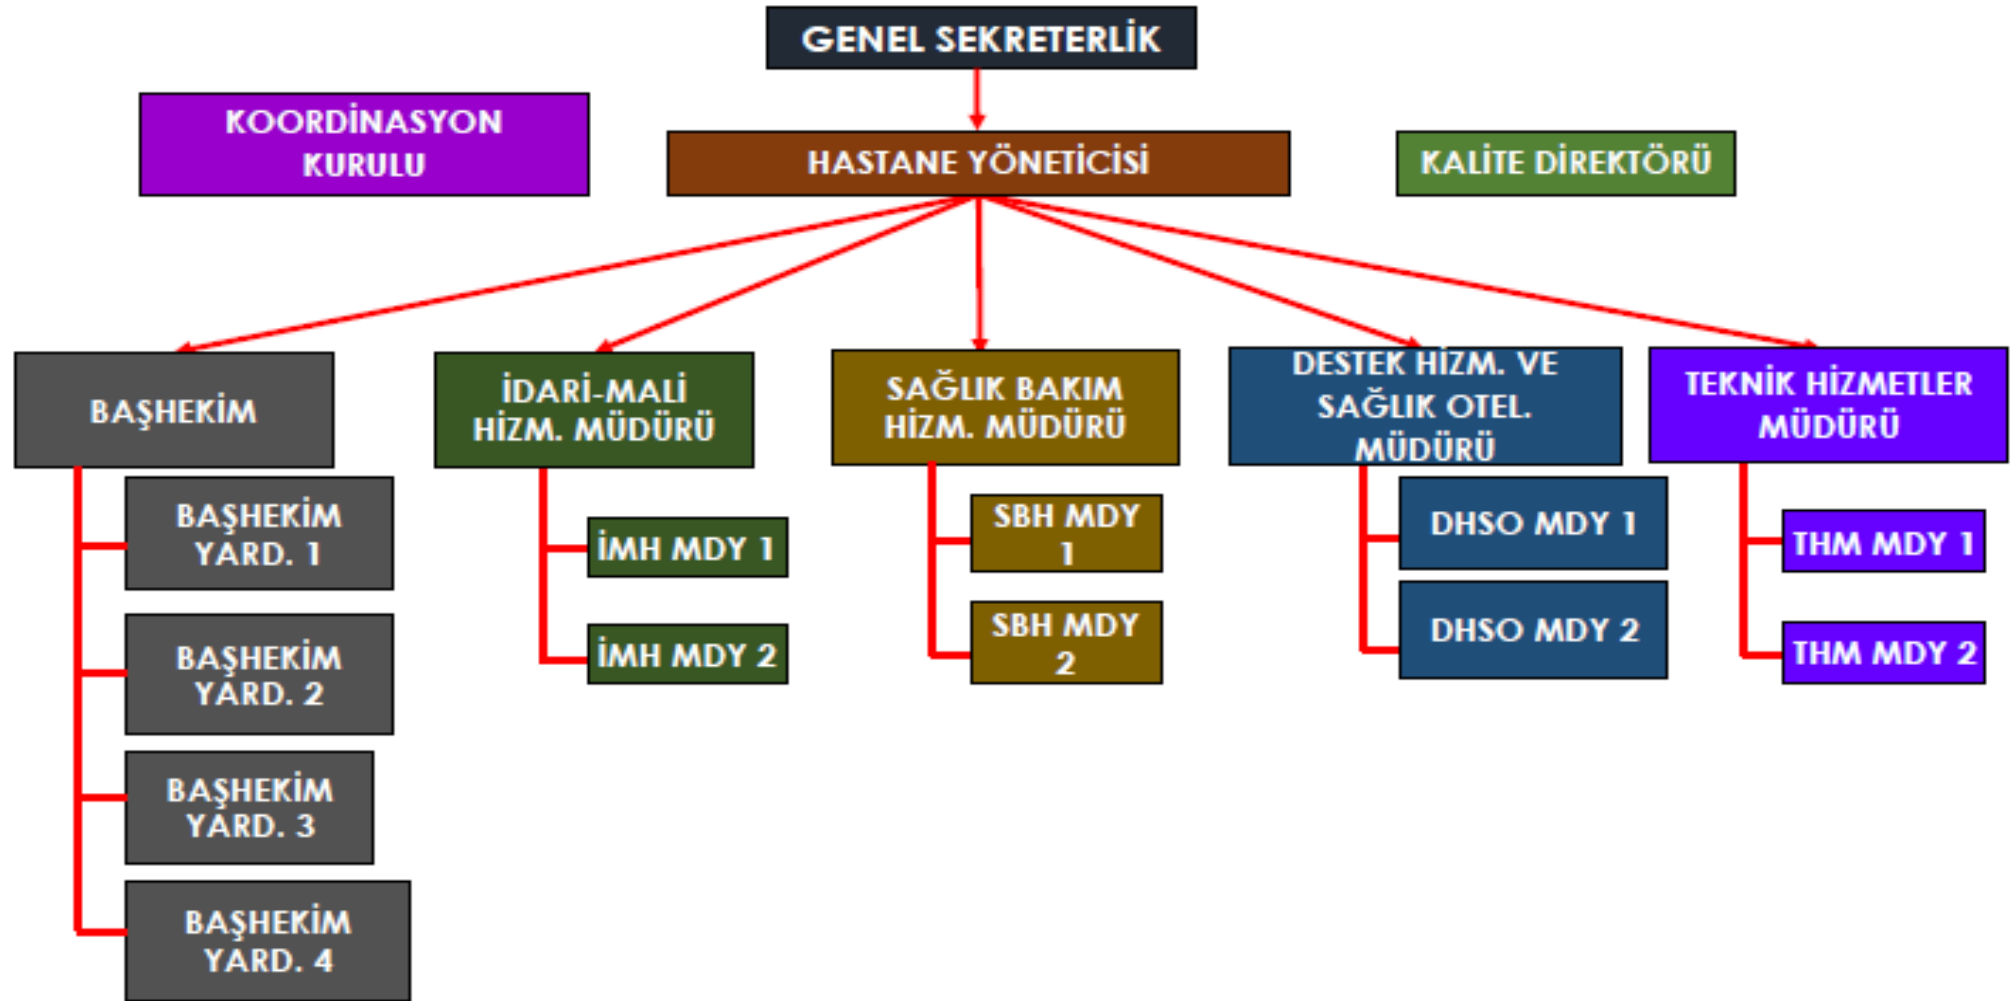 GENEL SEKRETERLİK
KOORDİNASYON
KURULU
HASTANE YÖNETİCİSİ
KALİTE DİREKTÖRÜ
BAŞHEKİM
İDARİ-MALİ
HİZM. MÜDÜRÜ
SAĞLIK BAKIM
HİZM. MÜDÜRÜ
DESTEK HİZM. VE
SAĞLIK OTEL.
MÜDÜRÜ
TEKNİK HİZMETLER
MÜDÜRÜ
BAŞHEKİM
YARD. 1
BAŞHEKİM
YARD. 2
BAŞHEKİM
YARD. 3
BAŞHEKİM
YARD. 4
İMH MDY 1
İMH MDY 2
SBH MDY
1
SBH MDY
2
DHSO MDY 1
DHSO MDY 2
THM MDY 1
THM MDY 2